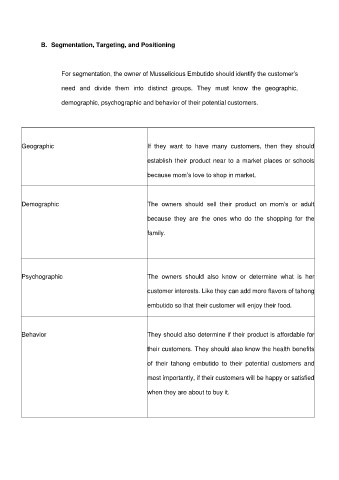 B. Segmentation, Targeting, and Positioning
For segmentation, the owner of Musselicious Embutido should identify the customer's
need and divide them into distinct groups. They must know the geographic,
demographic, psychographic and behavior of their potential customers.
Geographic
If they want to have many customers, then they should
establish their product near to a market places or schools
because mom's love to shop in market.
Demographic
The owners should sell their product on mom's or adult
because they are the ones who do the shopping for the
family.
Psychographic
The owners should also know or determine what is her
customer interests. Like they can add more flavors of tahong
embutido so that their customer will enjoy their food.
Behavior
They should also determine if their product is affordable for
their customers. They should also know the health benefits
of their tahong embutido to their potential customers and
most importantly, if their customers will be happy or satisfied
when they are about to buy it.